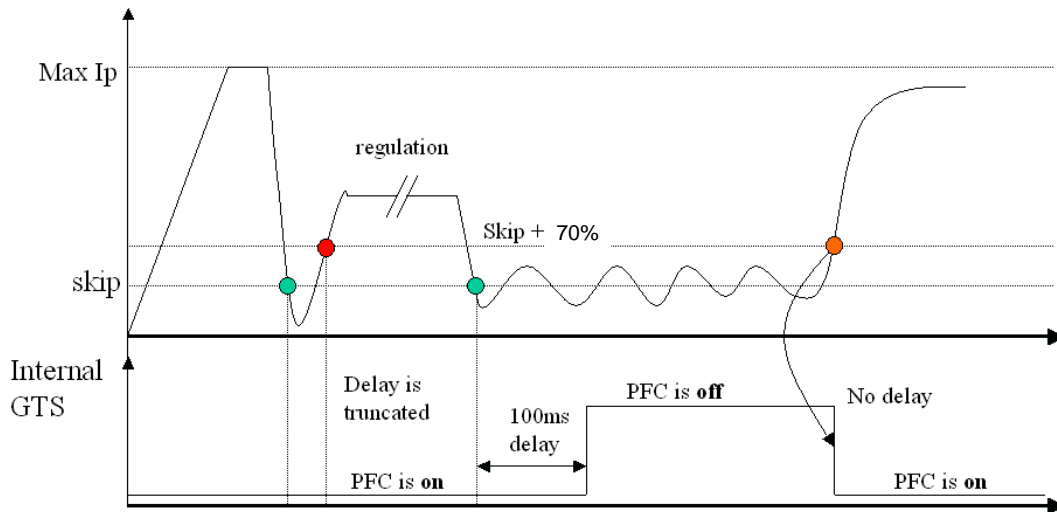 Max Ip
regulation
Skip + 70%
skip
Internal
GTS
Delay is
truncated
100ms
delay
PFC is off
No delay
PFC is on
PFC is on